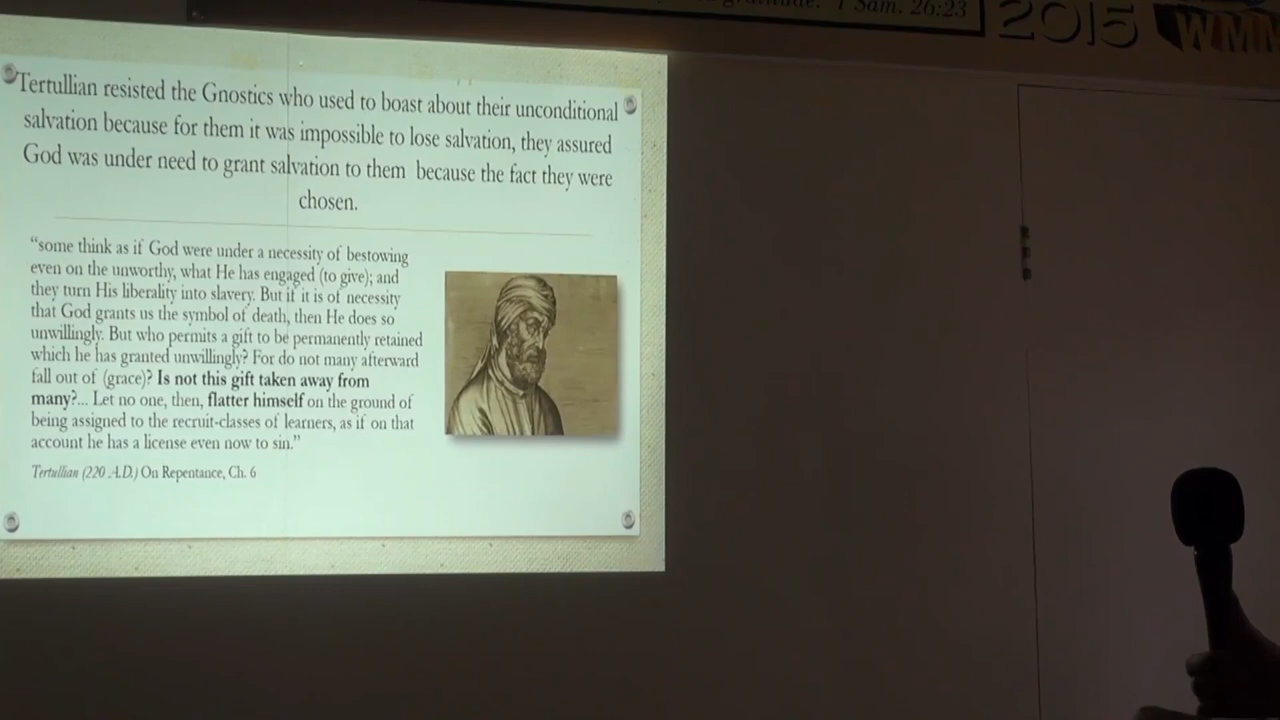 gratitude. 1 Sam. 26:23
2015 WMM
Tertullian resisted the Gnostics who used to boast about their unconditional
salvation because for them it was impossible to lose salvation, they assured
God was under need to grant salvation to them because the fact they were
chosen.
“some think as if God were under a necessity of bestowing
even on the unworthy, what He has engaged (to give); and
they turn His liberality into slavery. But if it is of necessity
that God grants us the symbol of death, then He does so
unwillingly. But who permits a gift to be permanently retained
which he has granted unwillingly? For do not many afterward
fall out of (grace)? Is not this gift taken away from
many?... Let no one, then, flatter himself on the ground of
being assigned to the recruit-classes of learners, as if on that
account he has a license even now to sin.”
Tertullian (220 A.D.) On Repentance, Ch. 6